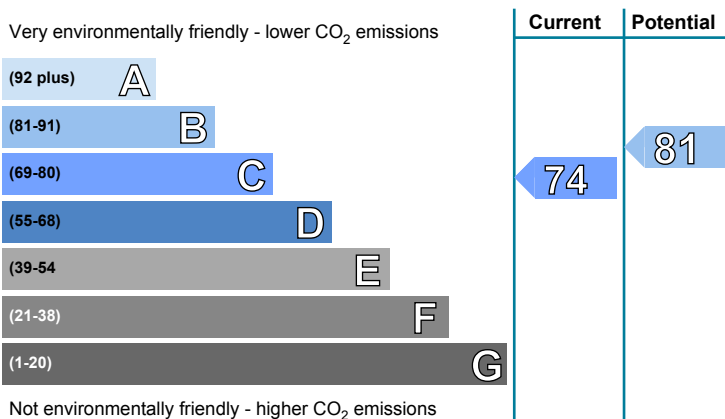 Very environmentally friendly - lower CO2 emissions
Current Potential
(92 plus) A
(81-91) B
(69-80) C
(55-68) D
(39-54 E
(21-38) F
(1-20) G
74
81
Not environmentally friendly - higher CO2 emissions